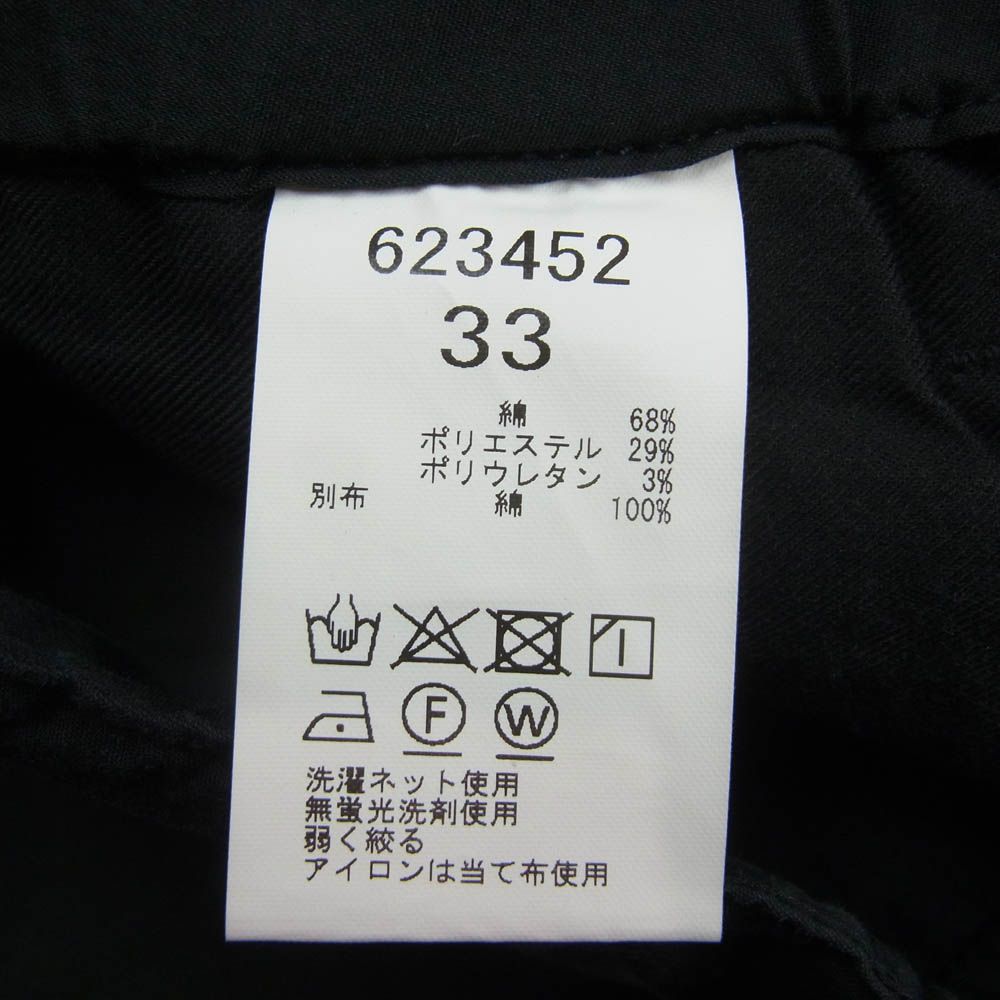 623452
33
綿 68%
ポリエステル 29%
ポリウレタン 3%
別布 綿 100%
F W
洗濯ネット使用
無蛍光洗剤使用
弱く絞る
アイロンは当て布使用